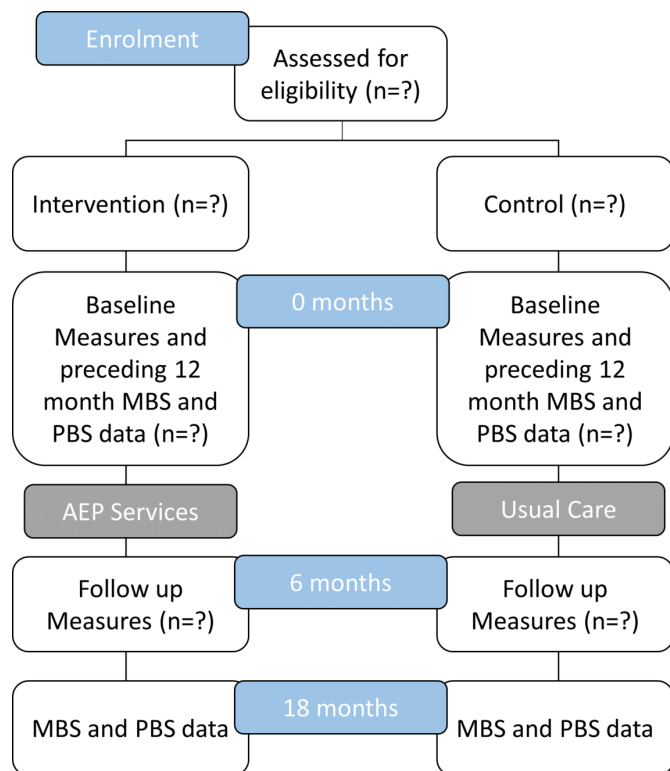 Enrolment
Assessed for
eligibility (n=?)
Intervention (n=?)
Control (n=?)
Baseline
Measures and
preceding 12
month MBS and
PBS data (n=?)
0 months
Baseline
Measures and
preceding 12
month MBS and
PBS data (n=?)
AEP Services
Usual Care
Follow up
Measures (n=?)
6 months
Follow up
Measures (n=?)
MBS and PBS data
18 months
MBS and PBS data